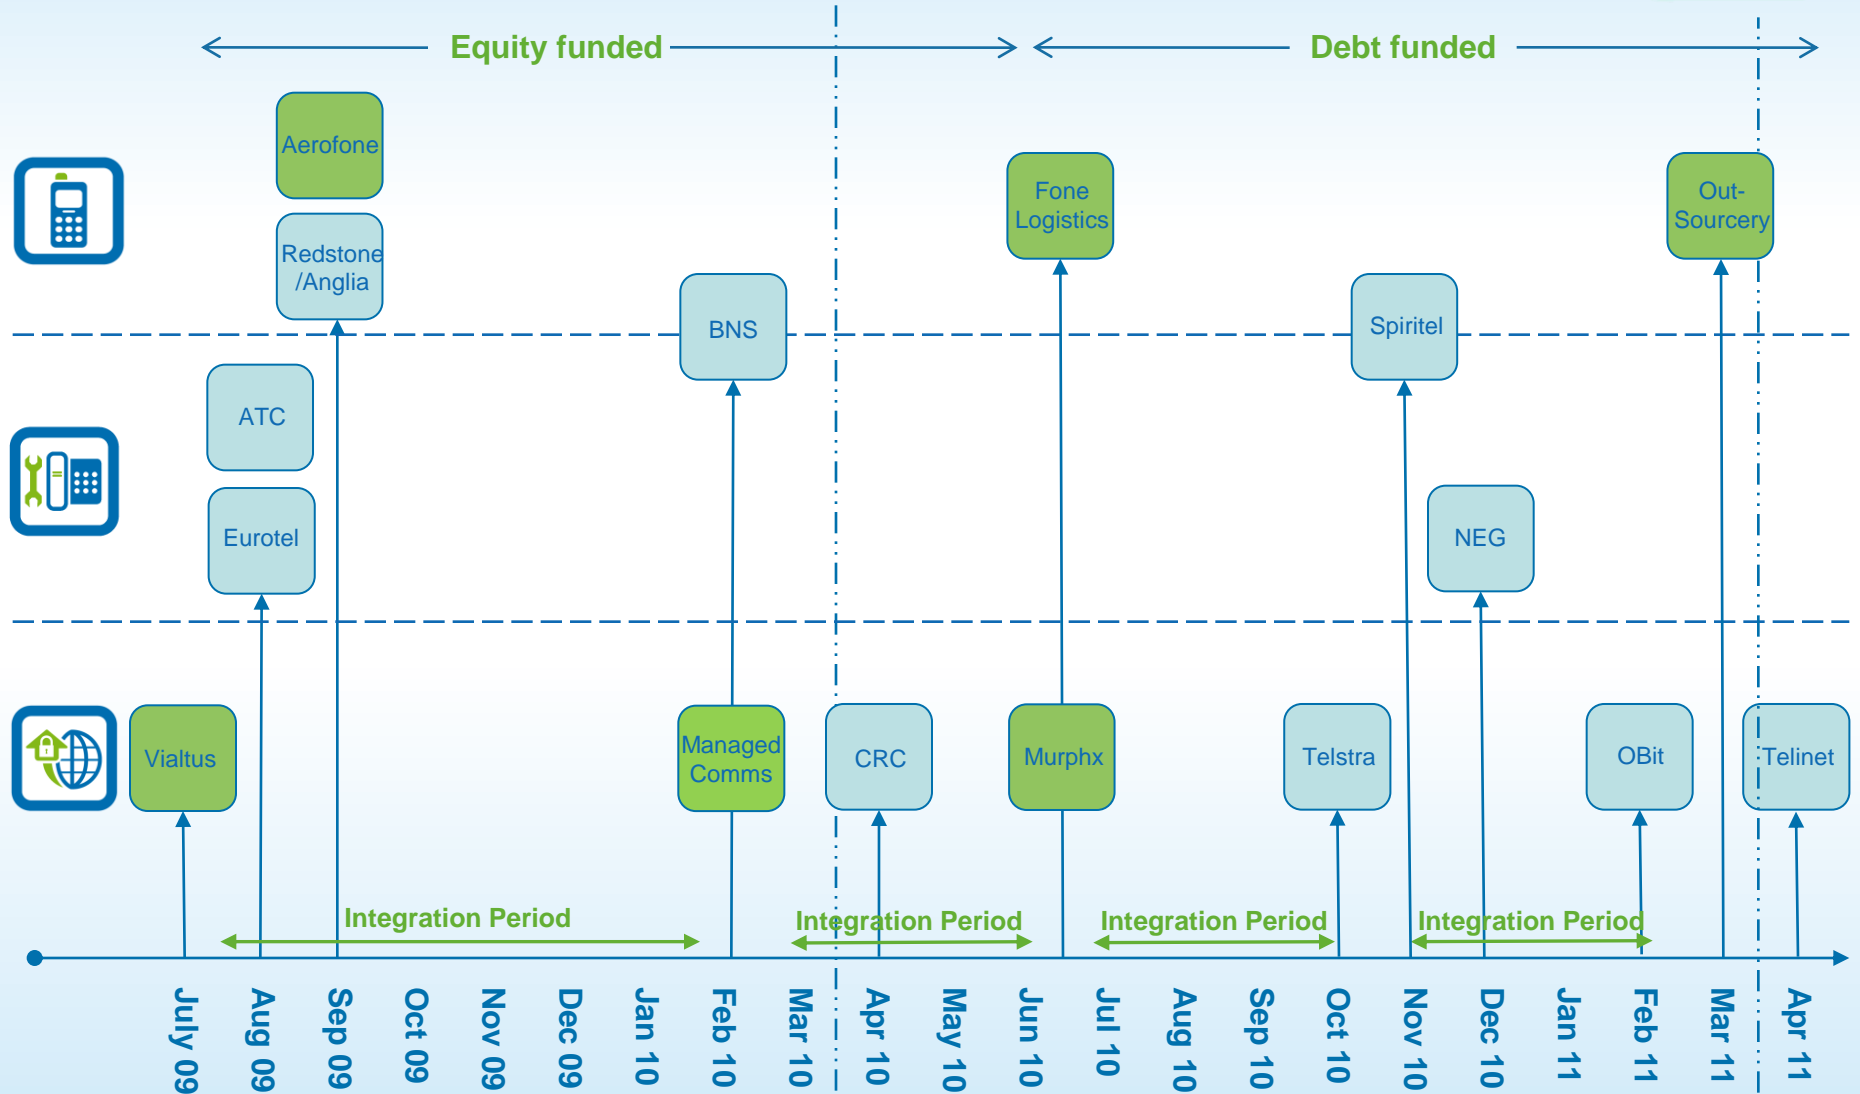 Equity funded
Debt funded
Aerofone
Redstone
/Anglia
Fone
Logistics
Out-
Sourcery
BNS
Spiritel
ATC
Eurotel
NEG
Vialtus
Managed
Comms
CRC
Murphx
Telstra
OBit
Telinet
Integration Period
Integration Period
Integration Period
Integration Period
July 09
Aug 09
Sep 09
Oct 09
Nov 09
Dec 09
Jan 10
Feb 10
Mar 10
Apr 10
May 10
Jun 10
Jul 10
Aug 10
Sep 10
Oct 10
Nov 10
Dec 10
Jan 11
Feb 11
Mar 11
Apr 11